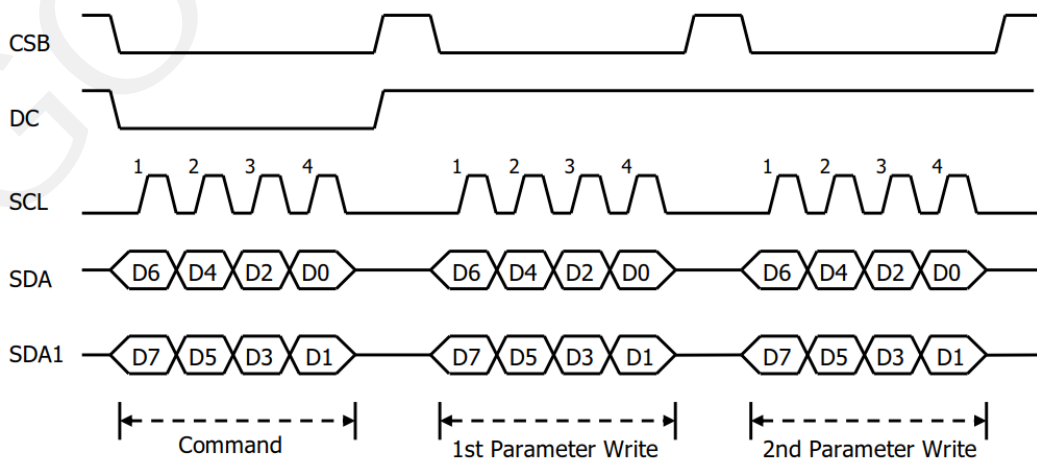 CSB
DC
1 2 3 4 1 2 3 4 1 2 3 4
SCL
SDA D6 D4 D2 D0 D6 D4 D2 D0 D6 D4 D2 D0
SDA1 D7 D5 D3 D1 D7 D5 D3 D1 D7 D5 D3 D1
Command 1st Parameter Write 2nd Parameter Write